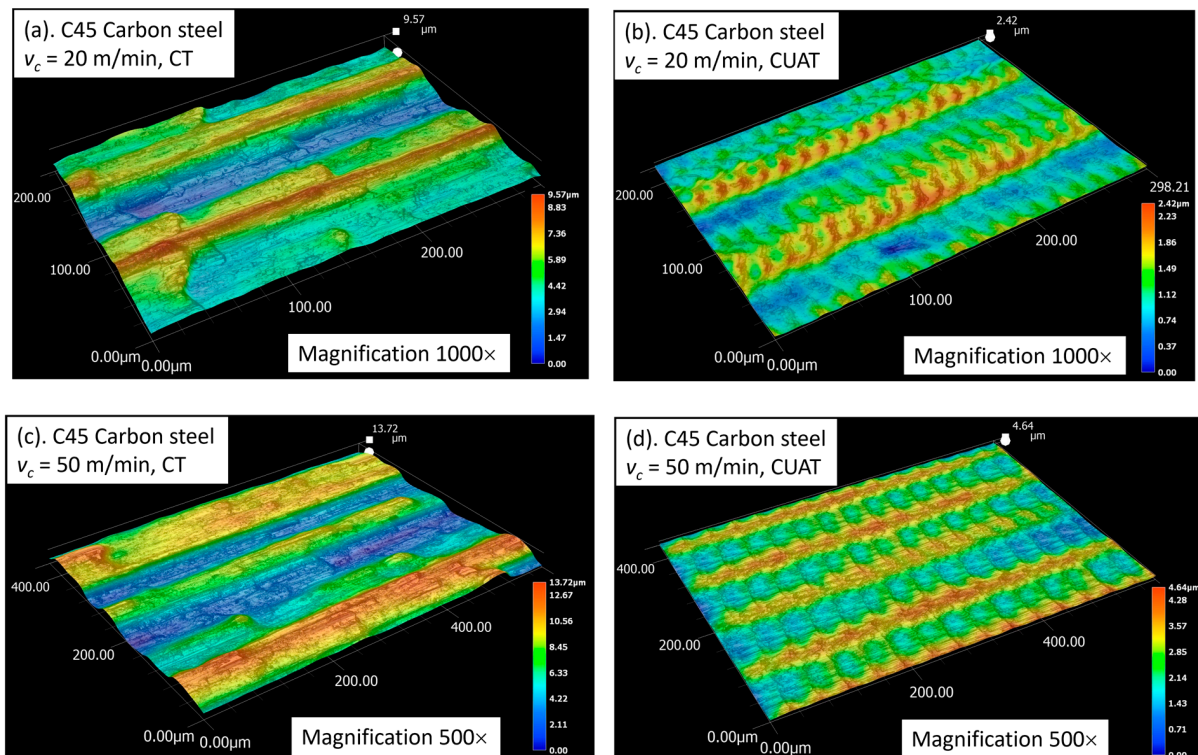 (a). C45 Carbon steel
v_c = 20 m/min, CT
9.57
µm
200.00
100.00
0.00µm
0.00µm
100.00
200.00
9.57µm
8.83
7.36
5.89
4.42
2.94
1.47
0.00
Magnification 1000×
(b). C45 Carbon steel
v_c = 20 m/min, CUAT
2.42
µm
200.00
100.00
0.00µm
0.00µm
100.00
200.00
298.21
2.42µm
2.23
1.86
1.49
1.12
0.74
0.37
0.00
Magnification 1000×
(c). C45 Carbon steel
v_c = 50 m/min, CT
13.72
µm
400.00
200.00
0.00µm
0.00µm
200.00
400.00
13.72µm
12.67
10.56
8.45
6.33
4.22
2.11
0.00
Magnification 500×
(d). C45 Carbon steel
v_c = 50 m/min, CUAT
4.64
µm
400.00
200.00
0.00µm
0.00µm
200.00
400.00
4.64µm
4.28
3.57
2.85
2.14
1.43
0.71
0.00
Magnification 500×